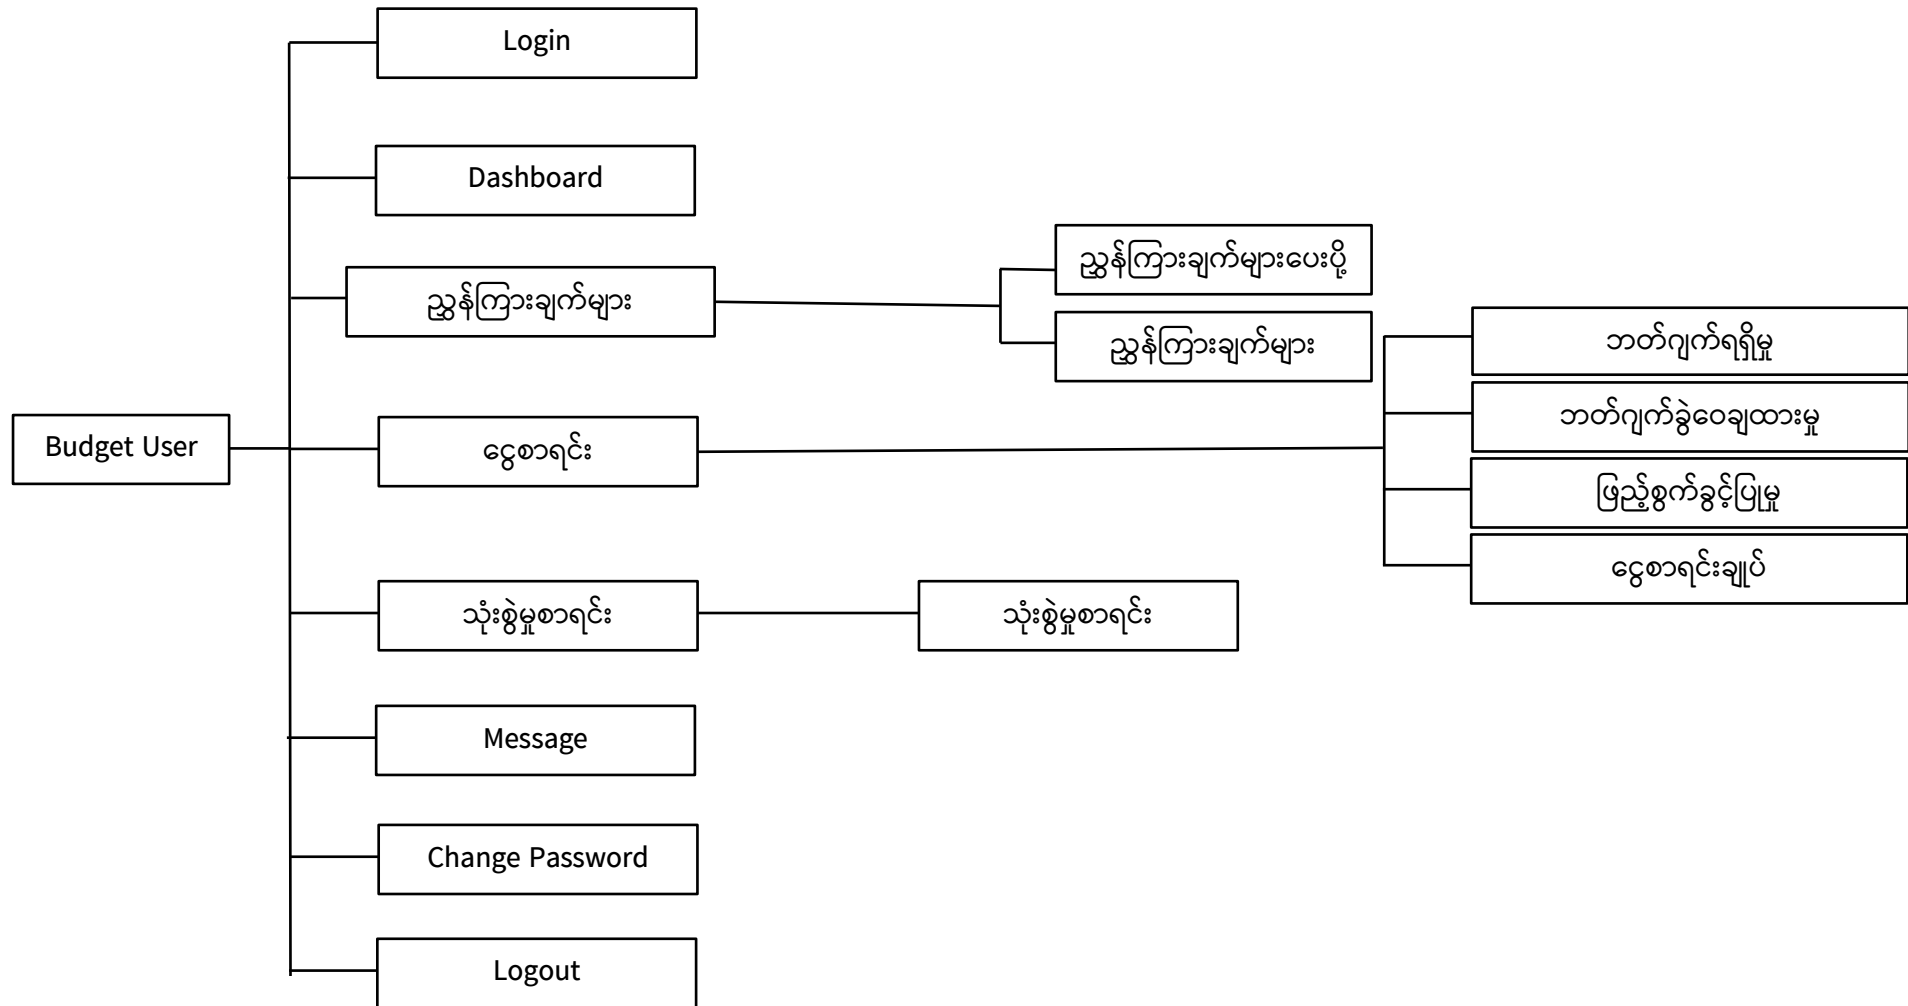 Login
Dashboard
ညွှန်ကြားချက်များပေးပို့
ညွှန်ကြားချက်များ
ညွှန်ကြားချက်များ
ဘတ်ဂျက်ရရှိမှု
ဘတ်ဂျက်ခွဲဝေချထားမှု
Budget User
ငွေစာရင်း
ဖြည့်စွက်ခွင့်ပြုမှု
ငွေစာရင်းချုပ်
သုံးစွဲမှုစာရင်း
သုံးစွဲမှုစာရင်း
Message
Change Password
Logout